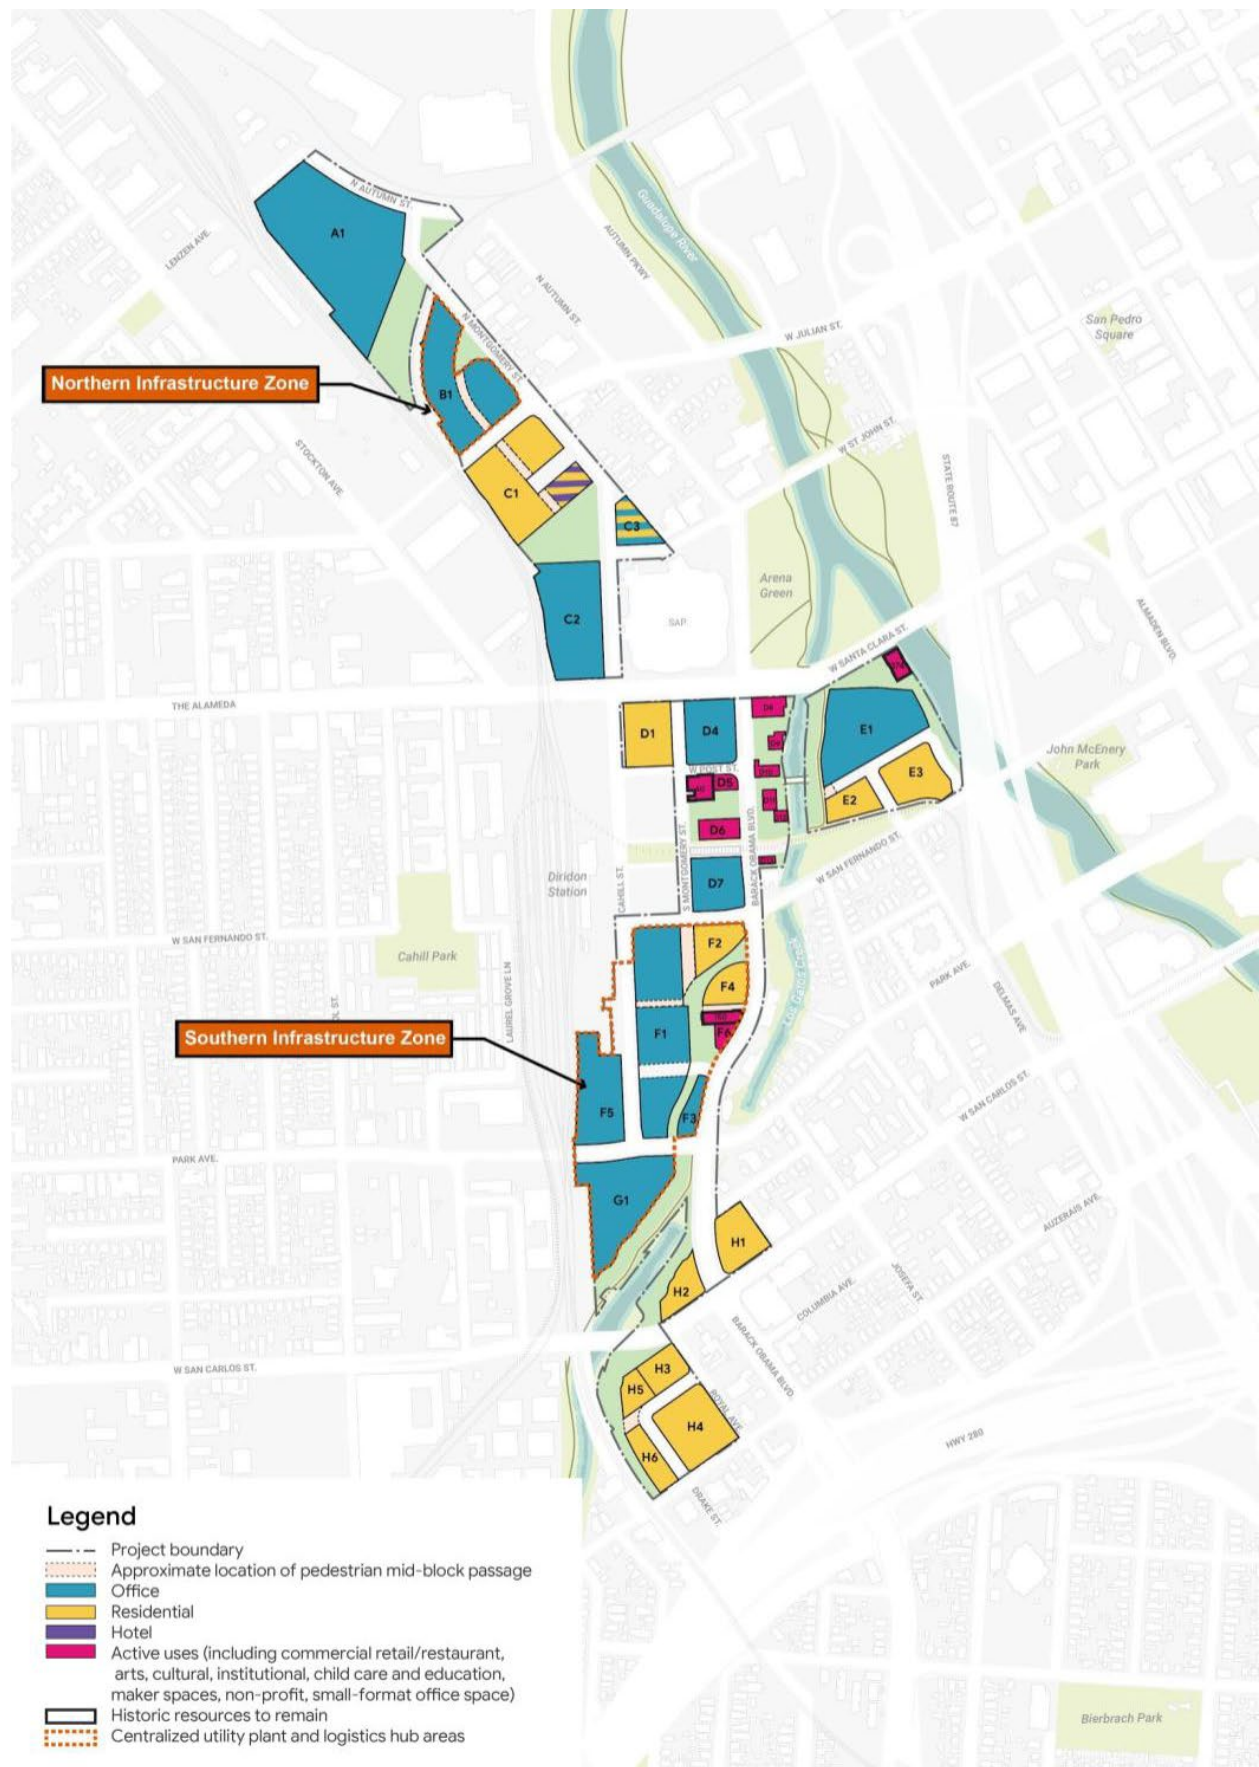 N AUTUMN ST.
Guadalupe River
A1
LENZEN AVE.
AUTUMN PKWY
N AUTUMN ST.
San Pedro
Square
N MONTGOMERY ST.
W JULIAN ST.
Northern Infrastructure Zone
B1
W ST JOHN ST.
STOCKTON AVE.
STATE ROUTE 87
C1
C3
Arena
Green
ALMADEN BLVD.
C2
SAP
W SANTA CLARA ST.
THE ALAMEDA
D1
D4
D8
E1
John McEnery
Park
W POST ST.
D5
E3
E2
D6
S MONTGOMERY ST.
BARACK OBAMA BLVD.
W SAN FERNANDO ST.
Diridon
Station
CAHILL ST.
D7
W SAN FERNANDO ST.
Cahill Park
F2
Los Gatos Creek
PARK AVE.
LAUREL GROVE LN
F4
DELMAS AVE
Southern Infrastructure Zone
F1
F6
F5
F3
W SAN CARLOS ST.
PARK AVE.
G1
H1
AUZERAIS AVE.
H2
COLUMBIA AVE.
JOSEFA ST.
BARACK OBAMA BLVD.
W SAN CARLOS ST.
H3
H5
ROYAL AVE.
H4
H6
HWY 280
DRAKE ST.
Legend
Project boundary
Approximate location of pedestrian mid-block passage
Office
Residential
Hotel
Active uses (including commercial retail/restaurant,
arts, cultural, institutional, child care and education,
maker spaces, non-profit, small-format office space)
Historic resources to remain
Centralized utility plant and logistics hub areas
Bierbrach Park